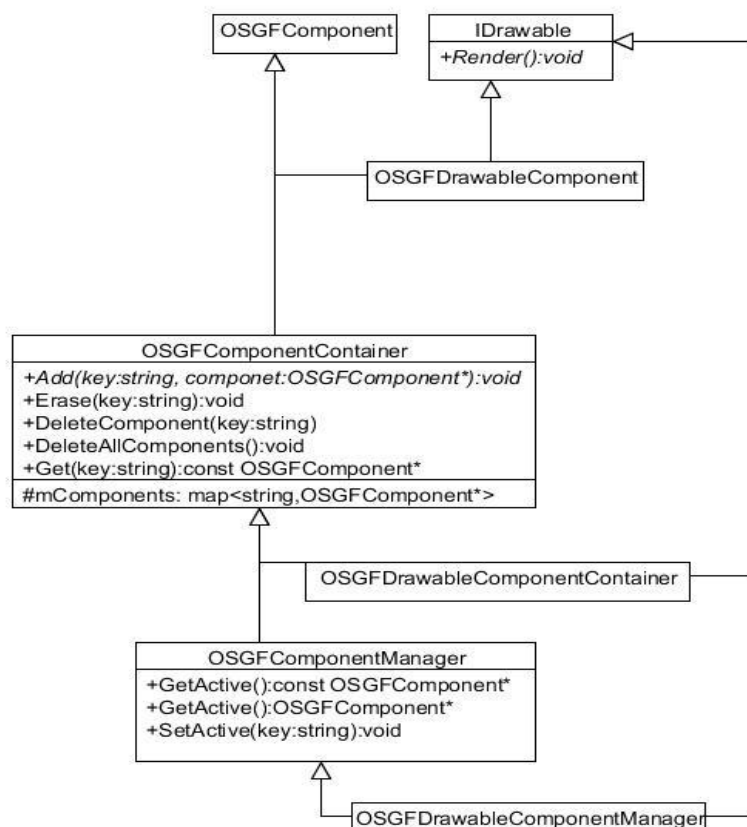 OSGFComponent
IDrawable
+Render():void
OSGFDrawableComponent
OSGFComponentContainer
+Add(key:string, componet:OSGFComponent*):void
+Erase(key:string):void
+DeleteComponent(key:string)
+DeleteAllComponents():void
+Get(key:string):const OSGFComponent*
#mComponents: map<string,OSGFComponent*>
OSGFDrawableComponentContainer
OSGFComponentManager
+GetActive():const OSGFComponent*
+GetActive():OSGFComponent*
+SetActive(key:string):void
OSGFDrawableComponentManager